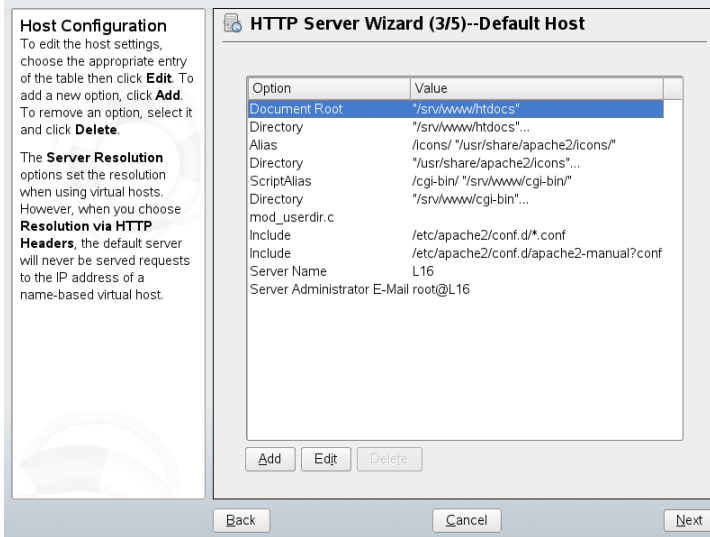 Host Configuration
To edit the host settings,
choose the appropriate entry
of the table then click Edit. To
add a new option, click Add.
To remove an option, select it
and click Delete.
The Server Resolution
options set the resolution
when using virtual hosts.
However, when you choose
Resolution via HTTP
Headers, the default server
will never be served requests
to the IP address of a
name-based virtual host.
HTTP Server Wizard (3/5)--Default Host
Option Value
Document Root "/srv/www/htdocs"
Directory "/srv/www/htdocs"...
Alias /icons/ "/usr/share/apache2/icons/"
Directory "/usr/share/apache2/icons"...
ScriptAlias /cgi-bin/ "/srv/www/cgi-bin/"
Directory "/srv/www/cgi-bin"...
mod_userdir.c
Include /etc/apache2/conf.d/*.conf
Include /etc/apache2/conf.d/apache2-manual?conf
Server Name L16
Server Administrator E-Mail root@L16
Add Edit Delete
Back Cancel Next